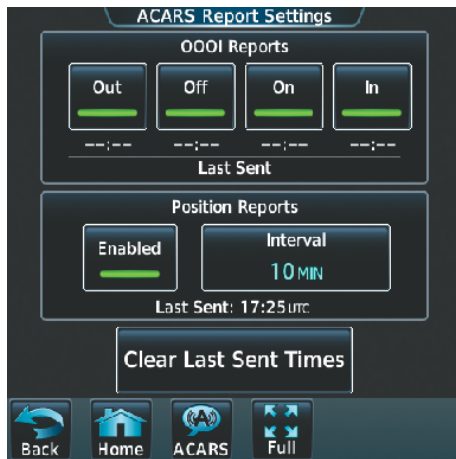 ACARS Report Settings
OOOI Reports
Out Off On In
--:-- --:-- --:-- --:--
Last Sent
Position Reports
Enabled
Interval
10 MIN
Last Sent: 17:25 UTC
Clear Last Sent Times
Back Home ACARS Full